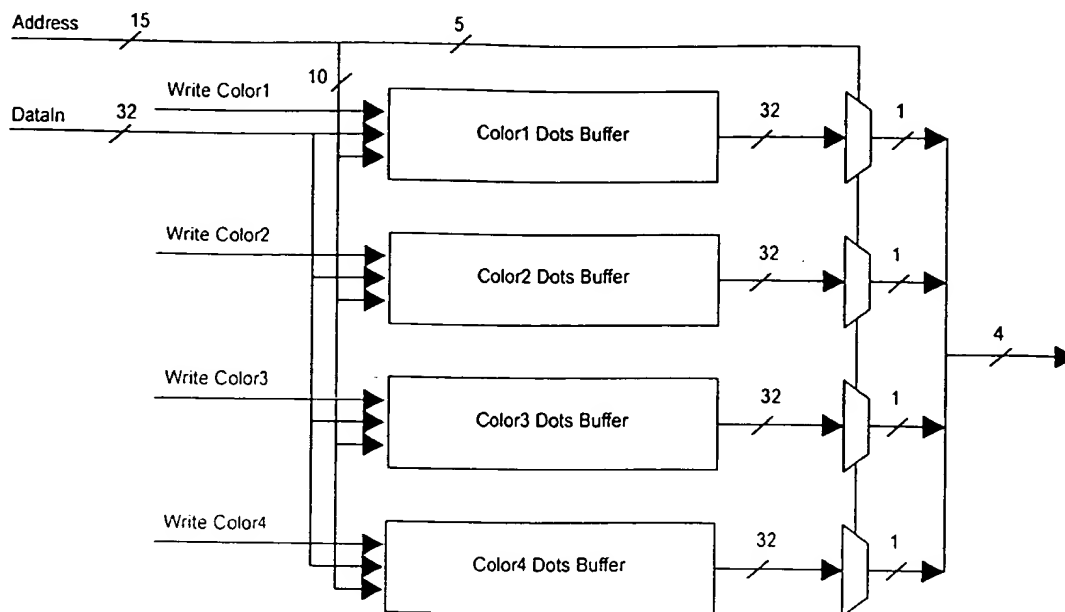 Address
15
5
10
Write Color1
DataIn
32
Color1 Dots Buffer
32
1
Write Color2
Color2 Dots Buffer
32
1
4
Write Color3
Color3 Dots Buffer
32
1
Write Color4
Color4 Dots Buffer
32
1